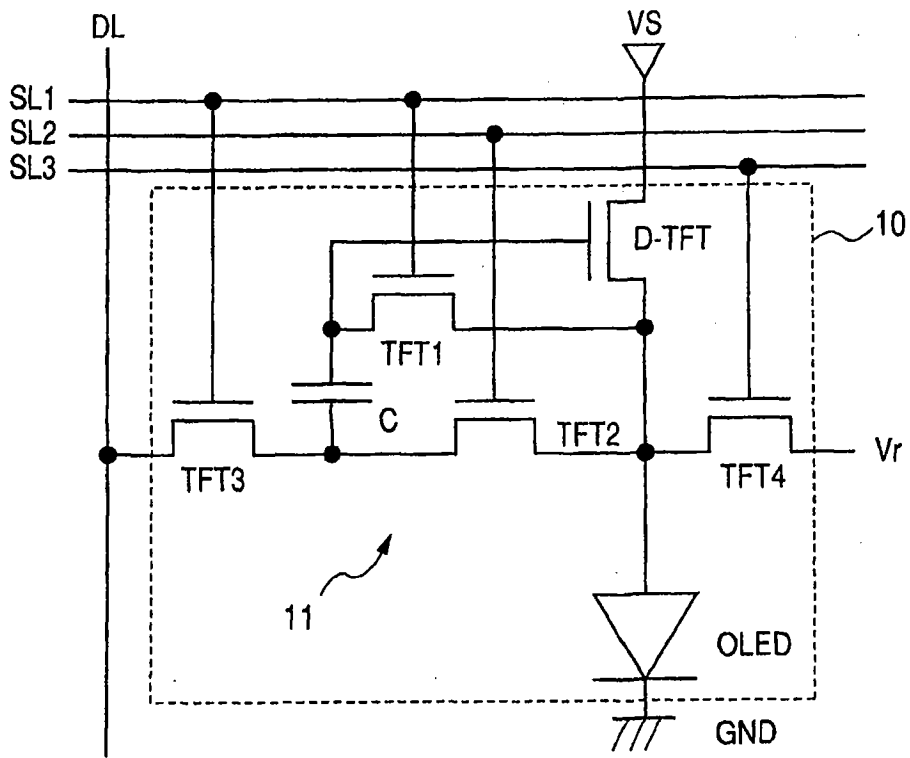 DL
VS
SL1
SL2
SL3
D-TFT
10
TFT1
C
TFT2
TFT3
TFT4
Vr
11
OLED
GND